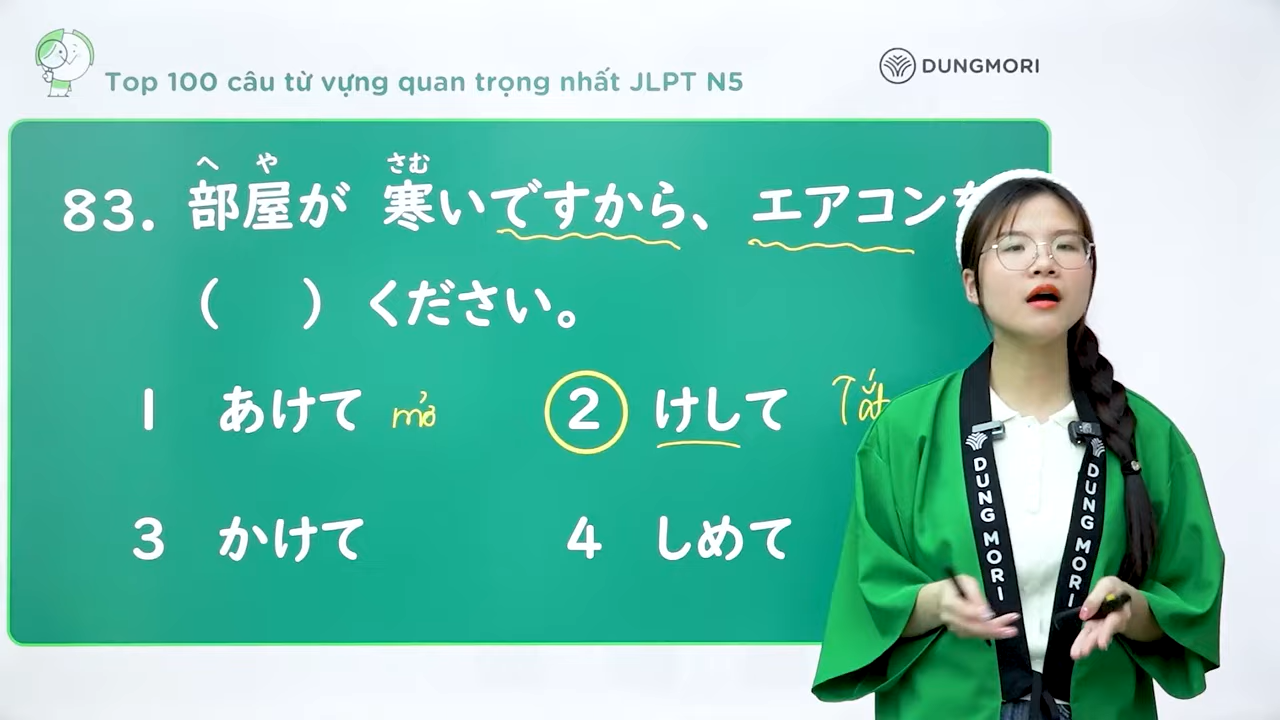 Top 100 câu từ vựng quan trọng nhất JLPT N5
DUNGMORI
へ や さむ
83. 部屋が 寒いですから、 エアコンを
( ) ください。
1 あけて mở
2 けして Tắt
3 かけて
4 しめて
DUNG MORI
DUNG MORI